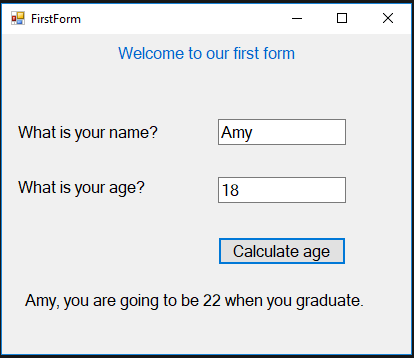 FirstForm
Welcome to our first form
What is your name?
Amy
What is your age?
18
Calculate age
Amy, you are going to be 22 when you graduate.